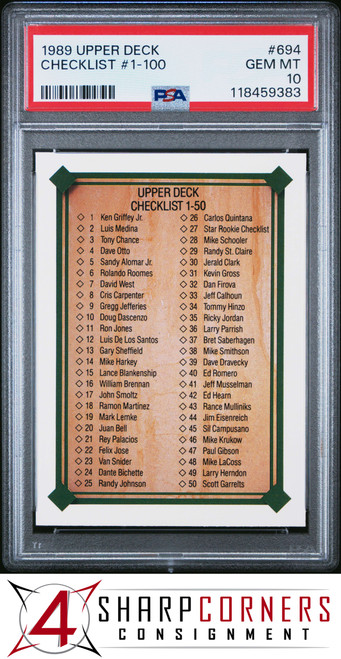 1989 UPPER DECK #694
CHECKLIST #1-100 GEM MT
10
PSA 118459383
UPPER DECK
CHECKLIST 1-50
1 Ken Griffey Jr.
2 Luis Medina
3 Tony Chance
4 Dave Otto
5 Sandy Alomar Jr.
6 Rolando Roomes
7 David West
8 Cris Carpenter
9 Gregg Jefferies
10 Doug Dascenzo
11 Ron Jones
12 Luis De Los Santos
13 Gary Sheffield
14 Mike Harkey
15 Lance Blankenship
16 William Brennan
17 John Smoltz
18 Ramon Martinez
19 Mark Lemke
20 Juan Bell
21 Rey Palacios
22 Felix Jose
23 Van Snider
24 Dante Bichette
25 Randy Johnson
26 Carlos Quintana
27 Star Rookie Checklist
28 Mike Schooler
29 Randy St. Claire
30 Jerald Clark
31 Kevin Gross
32 Dan Firova
33 Jeff Calhoun
34 Tommy Hinzo
35 Ricky Jordan
36 Larry Parrish
37 Bret Saberhagen
38 Mike Smithson
39 Dave Dravecky
40 Ed Romero
41 Jeff Musselman
42 Ed Hearn
43 Rance Mulliniks
44 Jim Eisenreich
45 Sil Campusano
46 Mike Krukow
47 Paul Gibson
48 Mike LaCoss
49 Larry Herndon
50 Scott Garrelts
4 SHARPCORNERS
CONSIGNMENT